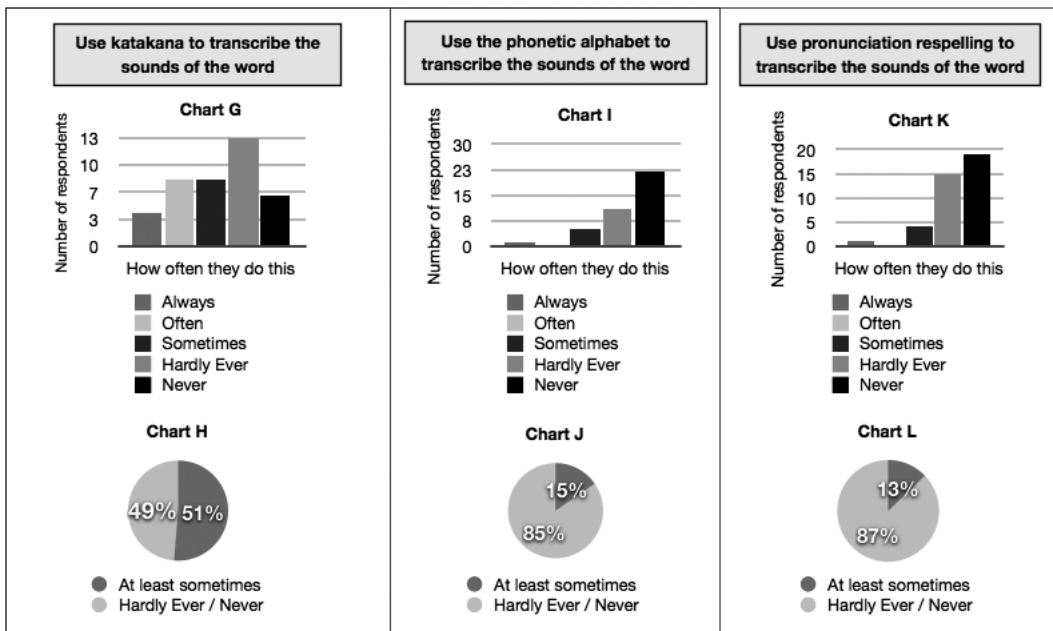 Use katakana to transcribe the
sounds of the word
Chart G
Number of respondents
13
10
7
3
0
How often they do this
Always
Often
Sometimes
Hardly Ever
Never
Chart H
49%
51%
At least sometimes
Hardly Ever / Never
Use the phonetic alphabet to
transcribe the sounds of the word
Chart I
Number of respondents
30
23
15
8
0
How often they do this
Always
Often
Sometimes
Hardly Ever
Never
Chart J
15%
85%
At least sometimes
Hardly Ever / Never
Use pronunciation respelling to
transcribe the sounds of the word
Chart K
Number of respondents
20
15
10
5
0
How often they do this
Always
Often
Sometimes
Hardly Ever
Never
Chart L
13%
87%
At least sometimes
Hardly Ever / Never